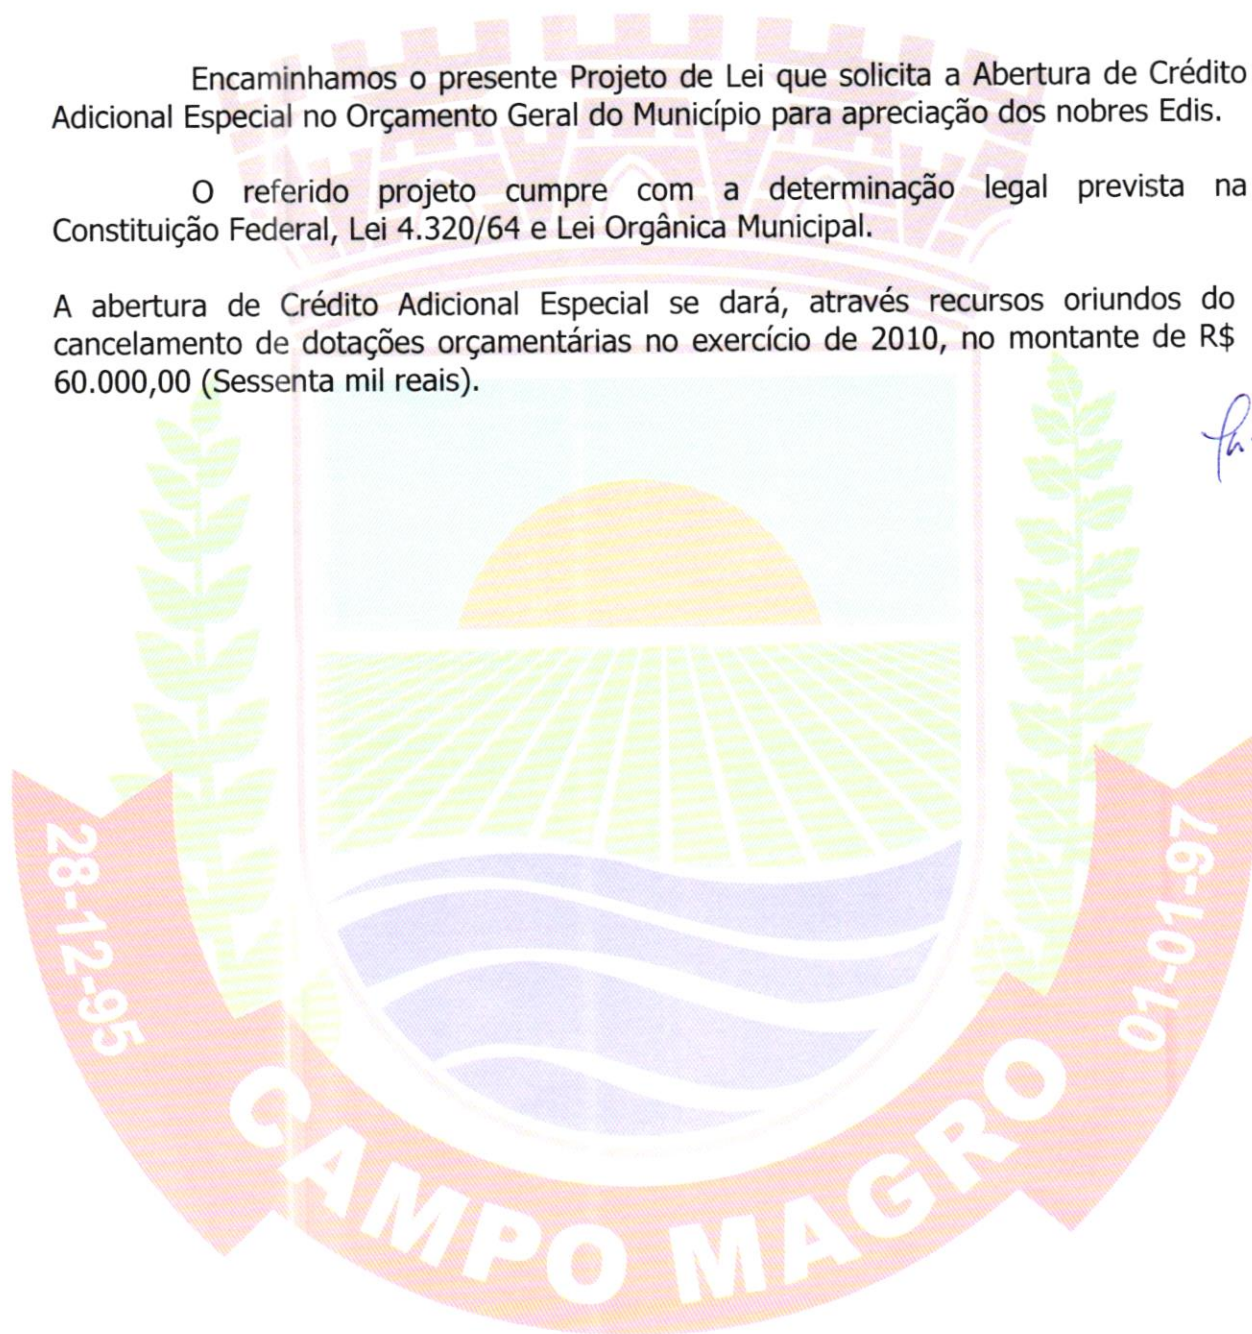 Encaminhamos o presente Projeto de Lei que solicita a Abertura de Crédito
Adicional Especial no Orçamento Geral do Município para apreciação dos nobres Edis.
O referido projeto cumpre com a determinação legal prevista na
Constituição Federal, Lei 4.320/64 e Lei Orgânica Municipal.
A abertura de Crédito Adicional Especial se dará, através recursos oriundos do
cancelamento de dotações orçamentárias no exercício de 2010, no montante de R$
60.000,00 (Sessenta mil reais).
28-12-95
CAMPO MAGRO
01-01-97